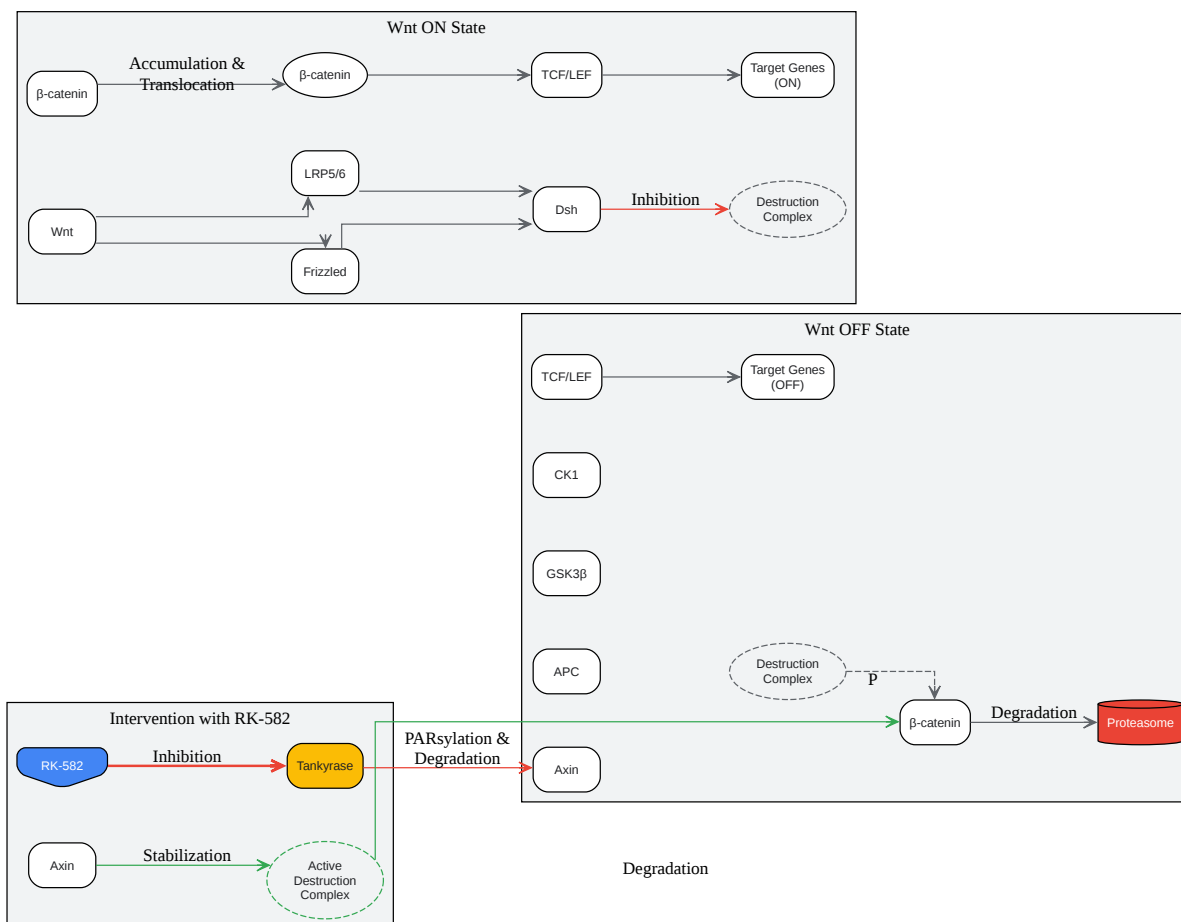 Wnt ON State
Accumulation &
Translocation
β-catenin
β-catenin
TCF/LEF
Target Genes
(ON)
LRP5/6
Wnt
Frizzled
Dsh
Inhibition
Destruction
Complex
Wnt OFF State
TCF/LEF
Target Genes
(OFF)
CK1
GSK3β
APC
Destruction
Complex
P
β-catenin
Degradation
Proteasome
Axin
Intervention with RK-582
RK-582
Inhibition
Tankyrase
PARsylation &
Degradation
Axin
Stabilization
Active
Destruction
Complex
Degradation